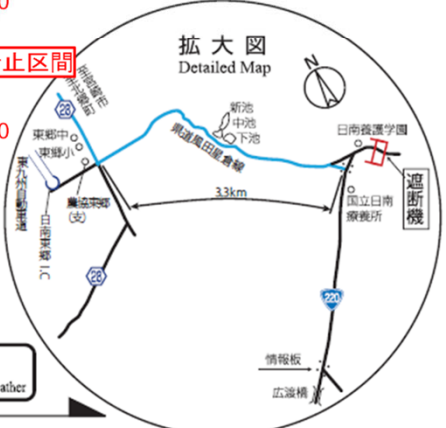 止区間
拡大図
Detailed Map
N
28
新池
中池
下池
県道風田星倉線
日南養護学園
東郷中
東郷小
農協東郷
(支)
東九州自動車道
日南東郷I.C
3.3km
国立日南
療養所
遮断機
28
220
情報板
広渡橋
ather